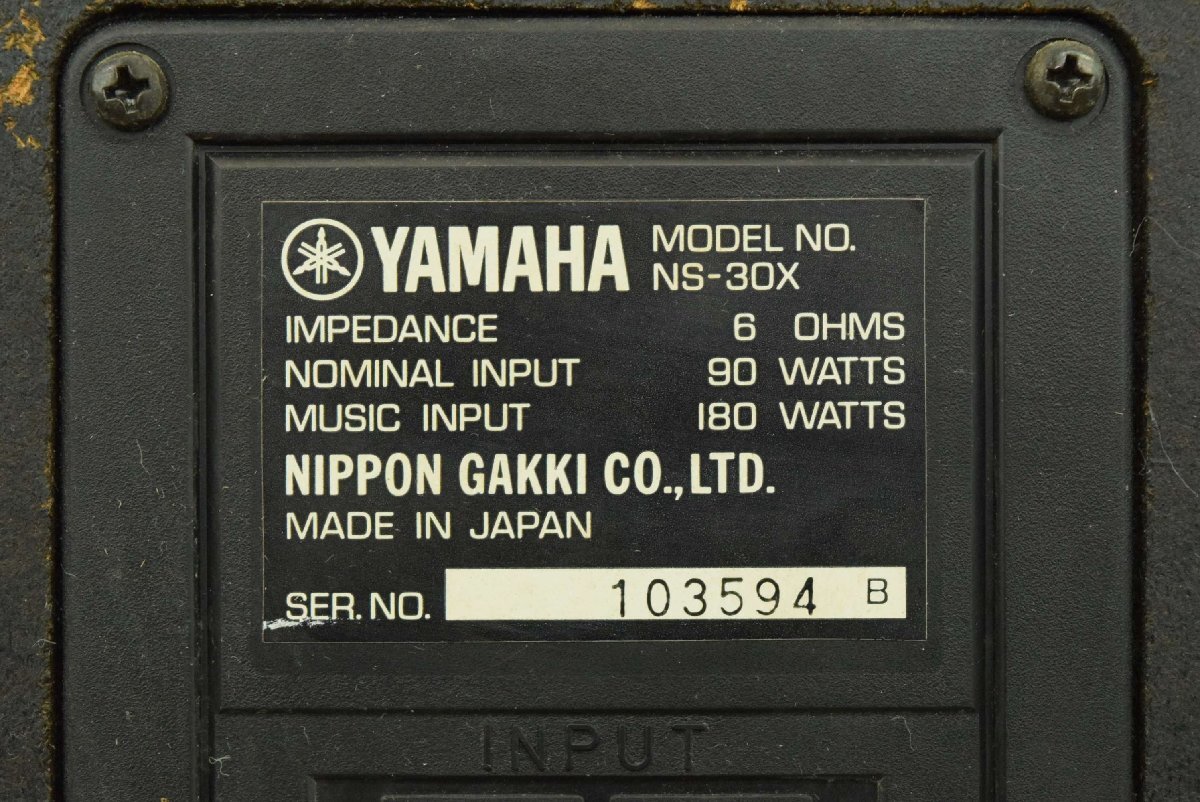 YAMAHA MODEL NO.
NS-30X
IMPEDANCE 6 OHMS
NOMINAL INPUT 90 WATTS
MUSIC INPUT 180 WATTS
NIPPON GAKKI CO.,LTD.
MADE IN JAPAN
SER. NO. 103594 B
INPUT